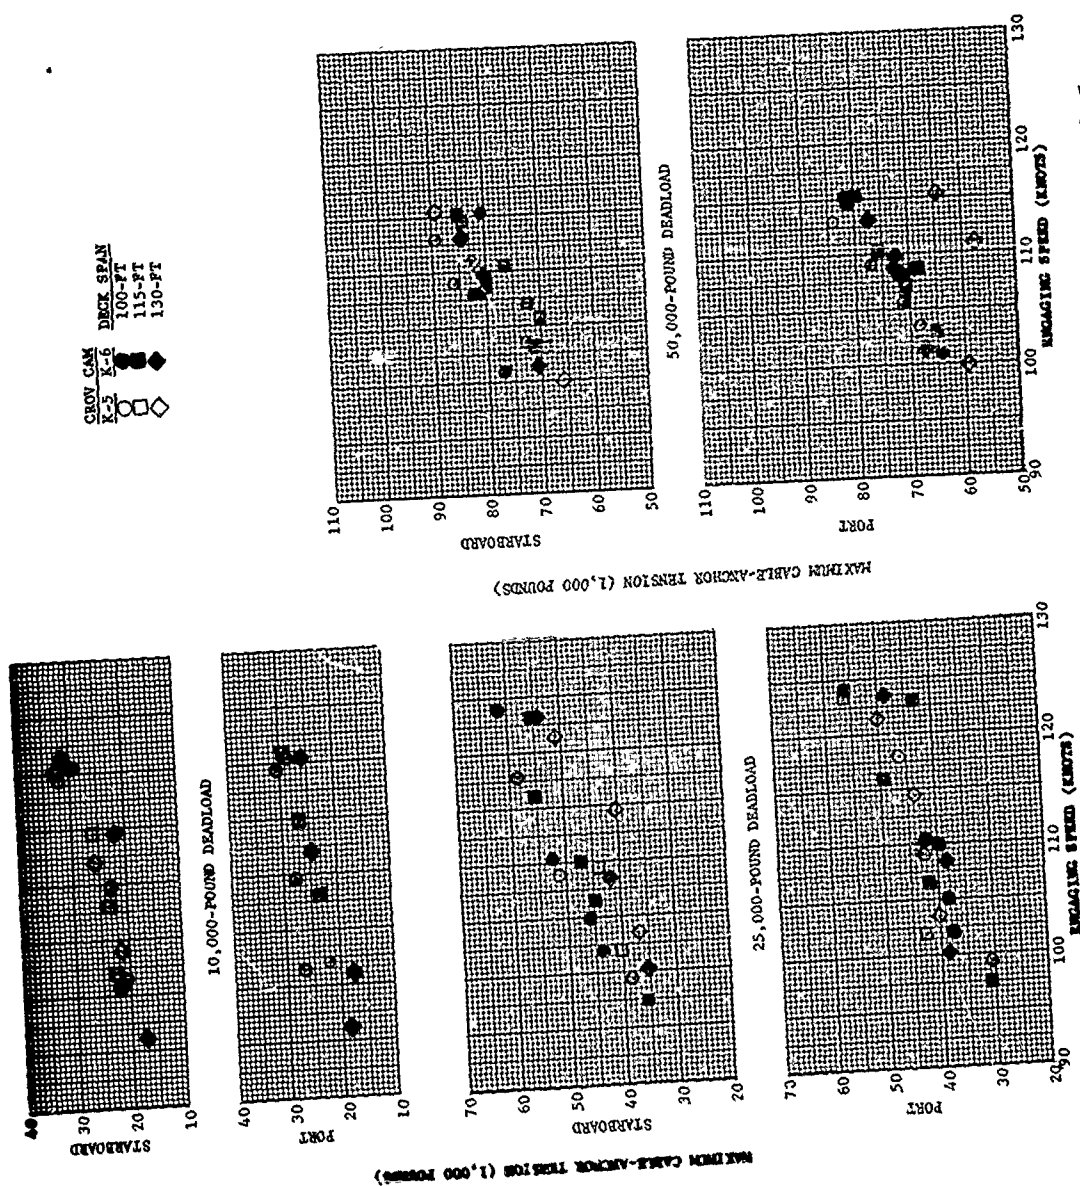 CROV CAM
K-5 K-6 DECK SPAN
100-FT
115-FT
130-FT
MAXIMUM CABLE-ANCHOR TENSION (1,000 POUNDS)
STARBOARD
40
30
20
10
10,000-POUND DEADLOAD
PORT
40
30
20
10
STARBOARD
70
60
50
40
30
20
25,000-POUND DEADLOAD
PORT
70
60
50
40
30
20
90 100 110 120 130
ENGAGING SPEED (KNOTS)
MAXIMUM CABLE-ANCHOR TENSION (1,000 POUNDS)
STARBOARD
110
100
90
80
70
60
50
50,000-POUND DEADLOAD
PORT
110
100
90
80
70
60
50
90 100 110 120 130
ENGAGING SPEED (KNOTS)